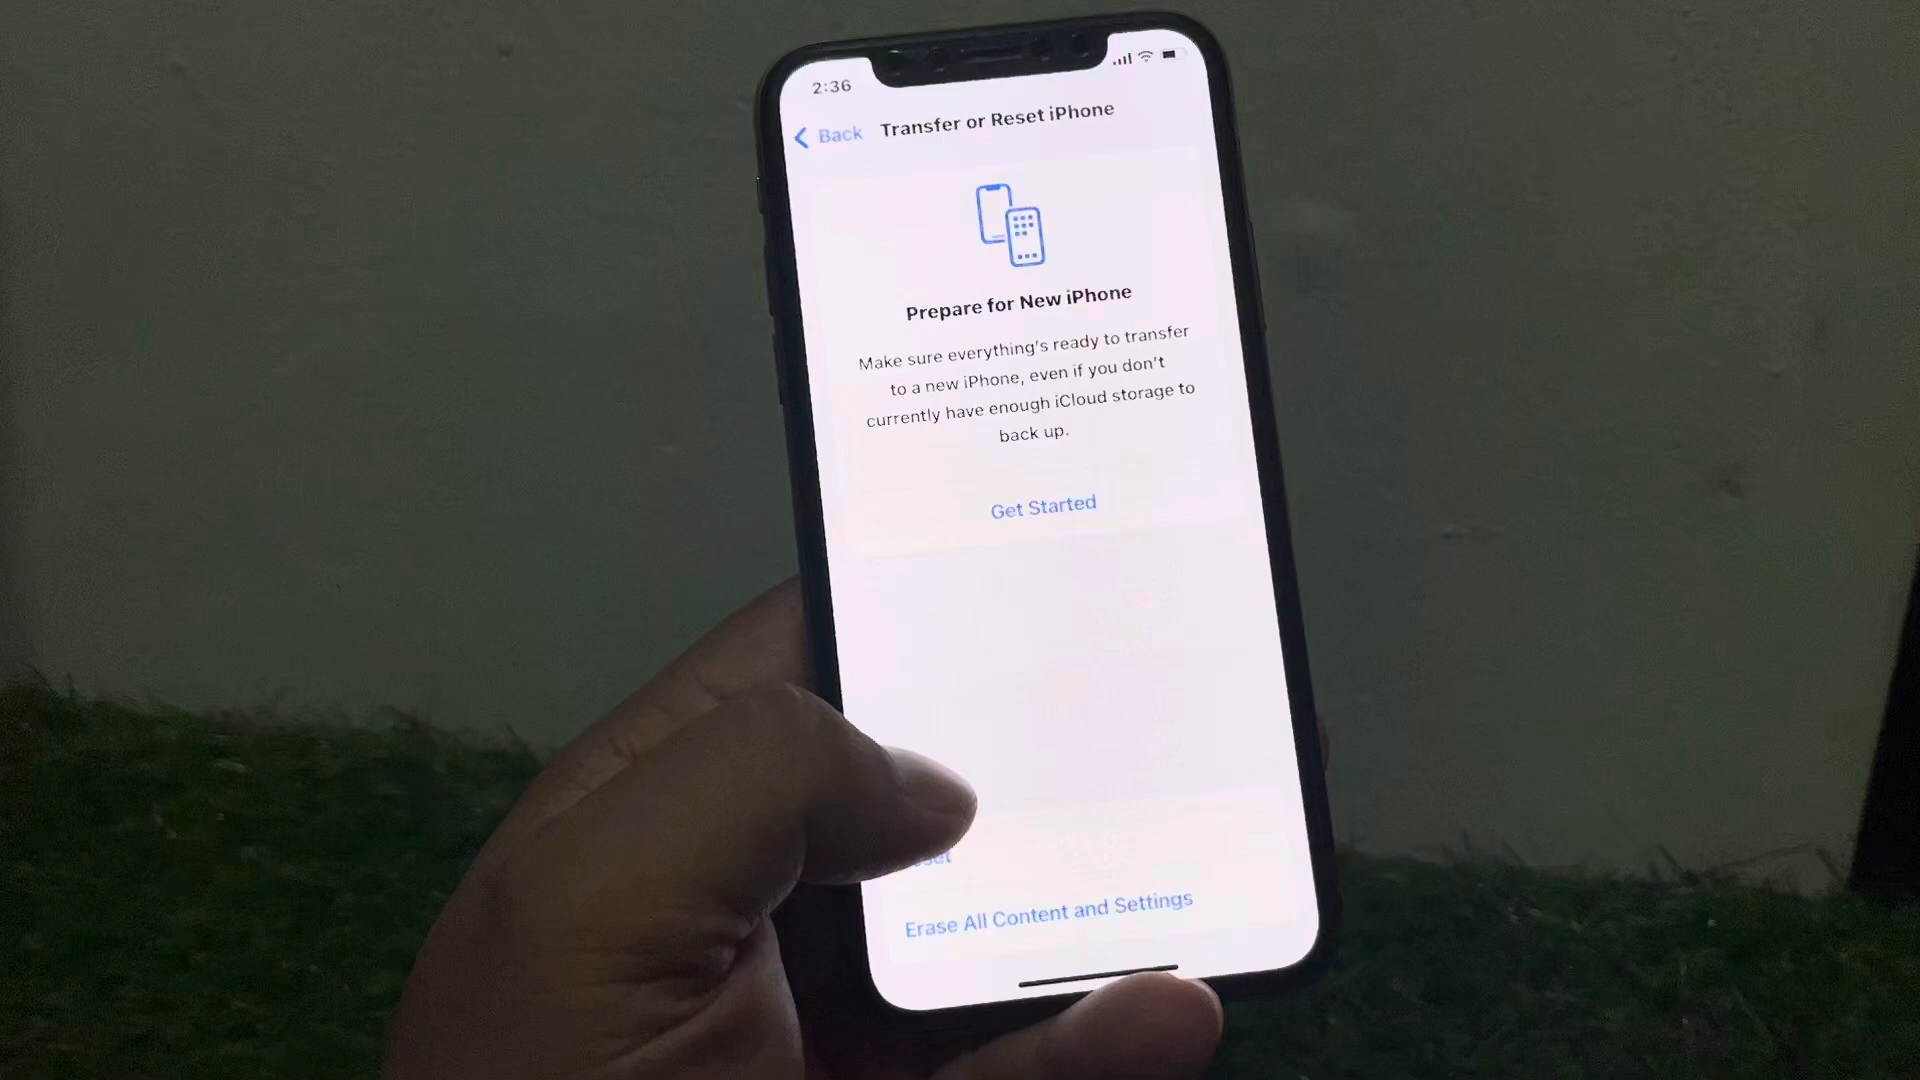 2:36
Back
Transfer or Reset iPhone
Prepare for New iPhone
Make sure everything's ready to transfer
to a new iPhone, even if you don't
currently have enough iCloud storage to
back up.
Get Started
Erase All Content and Settings